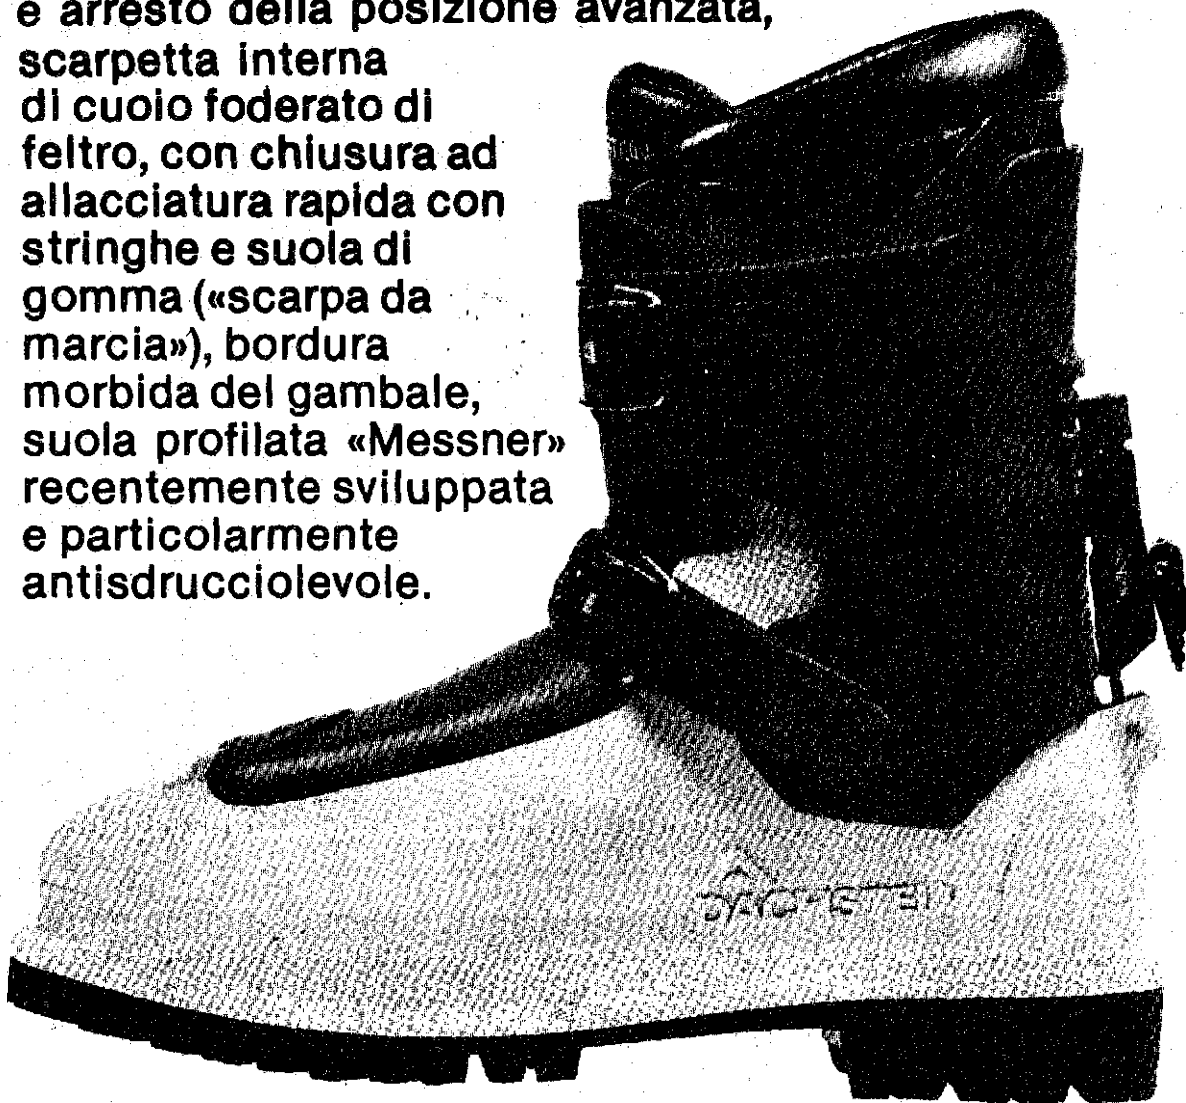 e arresto della posizione avanzata,
scarpetta interna
di cuoio foderato di
feltro, con chiusura ad
allacciatura rapida con
stringhe e suola di
gomma («scarpa da
marcia»), bordura
morbida del gambale,
suola profilata «Messner»
recentemente sviluppata
e particolarmente
antisdrucciolevole.
DACHSTEIN